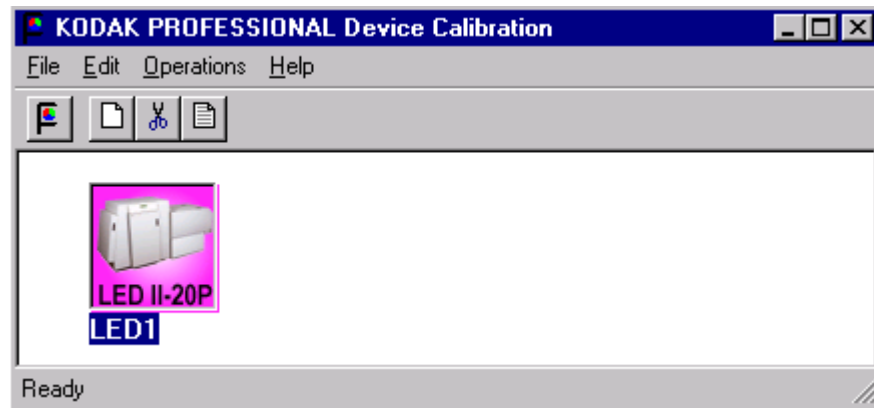 KODAK PROFESSIONAL Device Calibration
File Edit Operations Help
LED II-20P
LED1
Ready